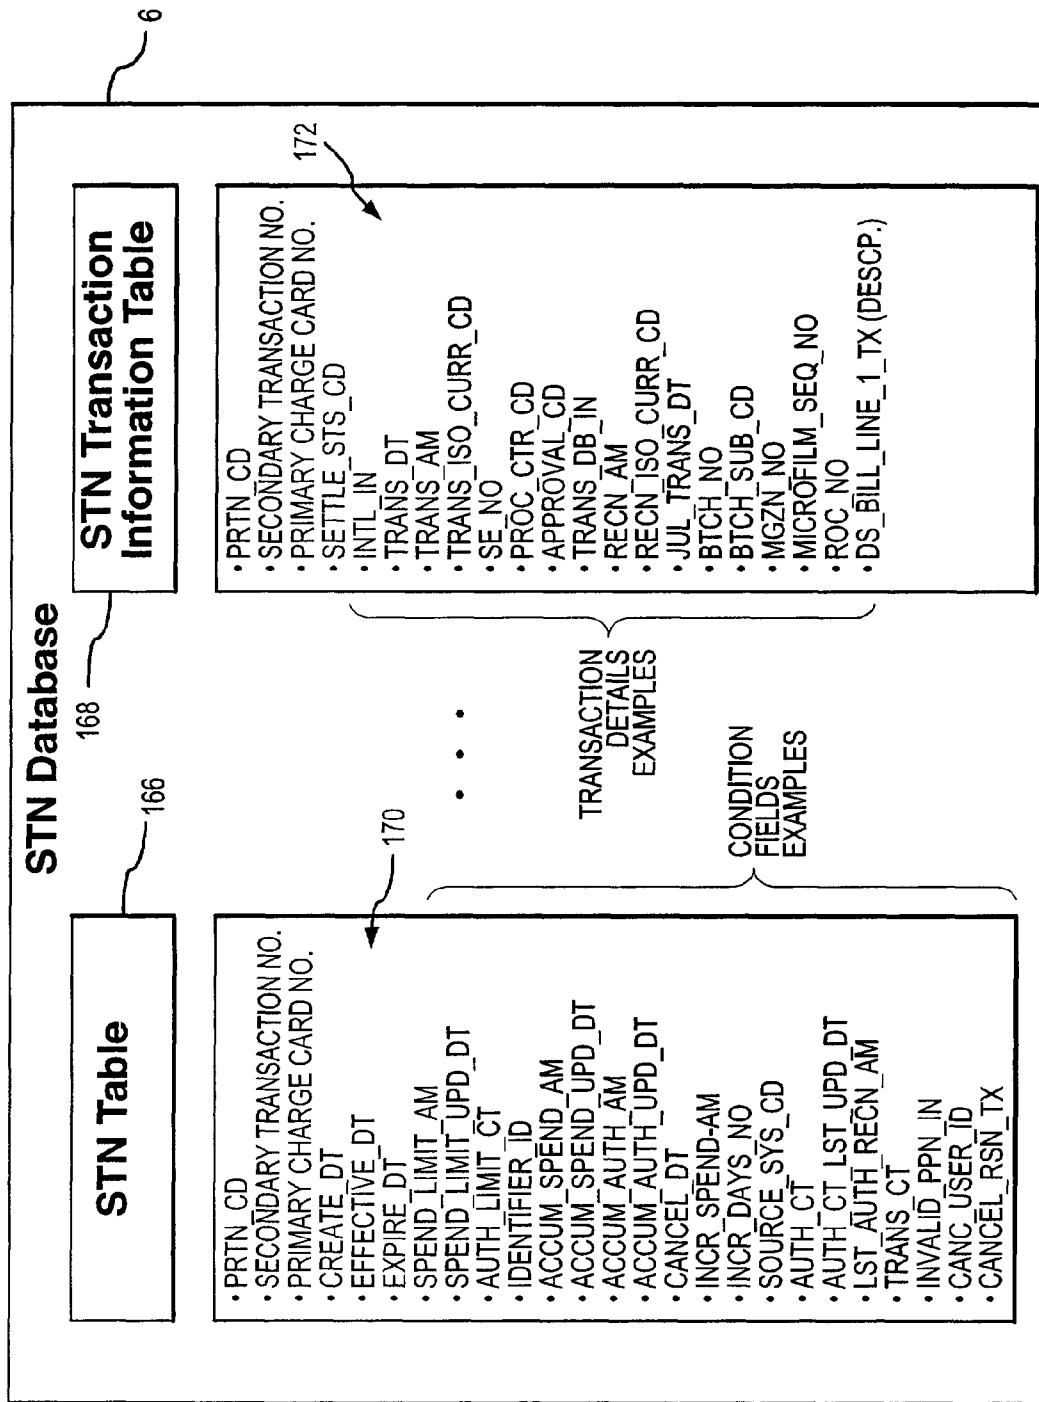 STN Database
6
STN Table
166
• PRTN_CD
• SECONDARY TRANSACTION NO.
• PRIMARY CHARGE CARD NO.
• CREATE_DT
• EFFECTIVE_DT
• EXPIRE_DT
• SPEND_LIMIT_AM
• SPEND_LIMIT_UPD_DT
• AUTH_LIMIT_CT
• IDENTIFIER_ID
• ACCUM_SPEND_AM
• ACCUM_SPEND_UPD_DT
• ACCUM_AUTH_AM
• ACCUM_AUTH_UPD_DT
• CANCEL_DT
• INCR_SPEND-AM
• INCR_DAYS_NO
• SOURCE_SYS_CD
• AUTH_CT
• AUTH_CT_LST_UPD_DT
• LST_AUTH_RECN_AM
• TRANS_CT
• INVALID_PPN_IN
• CANC_USER_ID
• CANCEL_RSN_TX
170
CONDITION
FIELDS
EXAMPLES
• • •
168
STN Transaction
Information Table
• PRTN_CD
• SECONDARY TRANSACTION NO.
• PRIMARY CHARGE CARD NO.
• SETTLE_STS_CD
• INTL_IN
• TRANS_DT
• TRANS_AM
• TRANS_ISO_CURR_CD
• SE_NO
• PROC_CTR_CD
• APPROVAL_CD
• TRANS_DB_IN
• RECN_AM
• RECN_ISO_CURR_CD
• JUL_TRANS_DT
• BTCH_NO
• BTCH_SUB_CD
• MGZN_NO
• MICROFILM_SEQ_NO
• ROC_NO
• DS_BILL_LINE_1_TX (DESCP.)
172
TRANSACTION
DETAILS
EXAMPLES